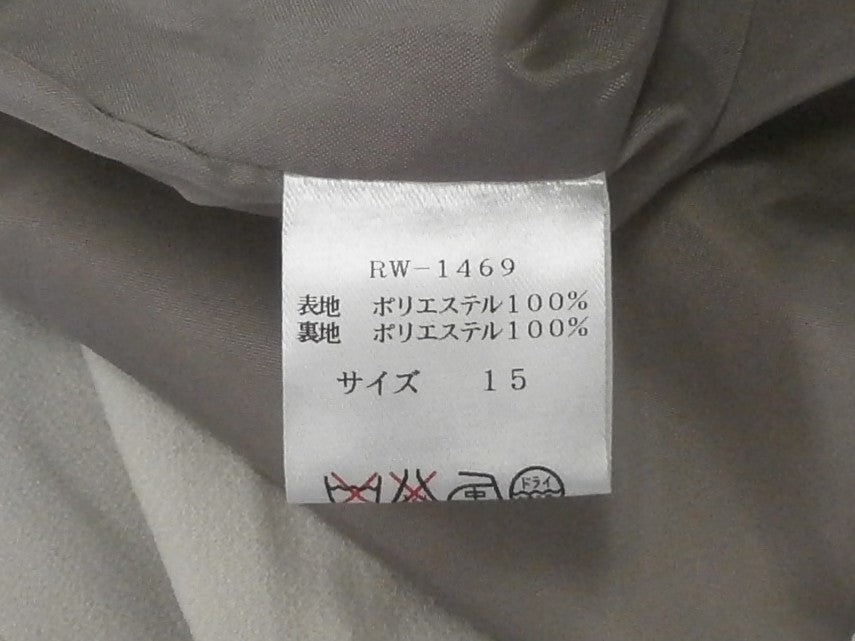 RW-1469
表地 ポリエステル100%
裏地 ポリエステル100%
サイズ 15
中 ドライ